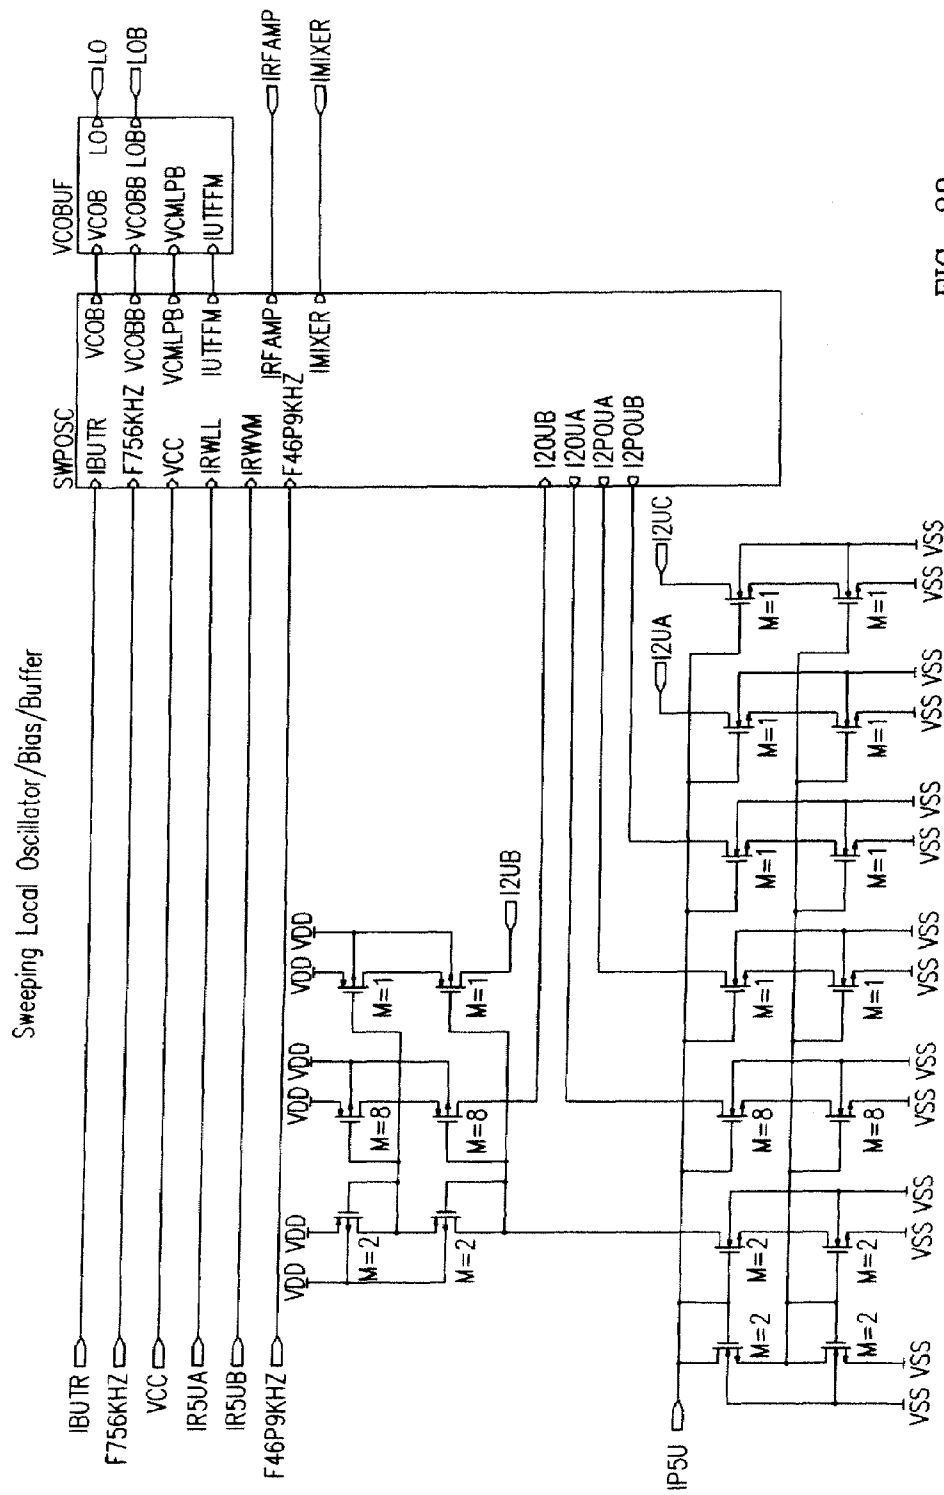 Sweeping Local Oscillator/Bias/Buffer
IBUTR
F756KHZ
VCC
IR5UA
IR5UB
F46P9KHZ
SWPOSC
IBUTR
F756KHZ
VCC
IRWLL
IRWVM
F46P9KHZ
VCOB
VCOBB
VCMLPB
IUTFFM
IRFAMP
IMIXER
I20UB
I20UA
I2P0UA
I2P0UB
VCOBUF
VCOB
VCOBB
VCMLPB
IUTFFM
LO
LOB
LO
LOB
IRFAMP
IMIXER
VDD VDD
VDD VDD
VDD VDD
M=2
M=8
M=1
M=2
M=8
M=1
I2UB
I2UA
I2UC
IP5U
M=2
M=2
M=8
M=1
M=1
M=1
M=1
M=2
M=2
M=8
M=1
M=1
M=1
M=1
VSS VSS
VSS VSS
VSS VSS
VSS VSS
VSS VSS
VSS VSS
VSS VSS
FIG.